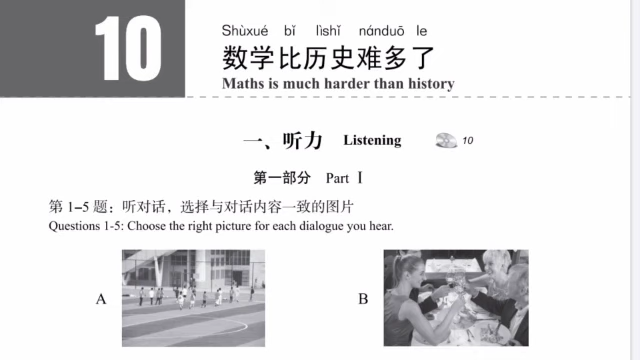 10
Shùxué bǐ lìshǐ nánduō le
数学比历史难多了
Maths is much harder than history
一、听力 Listening 10
第一部分 Part Ⅰ
第 1–5 题：听对话，选择与对话内容一致的图片
Questions 1-5: Choose the right picture for each dialogue you hear.
A
B